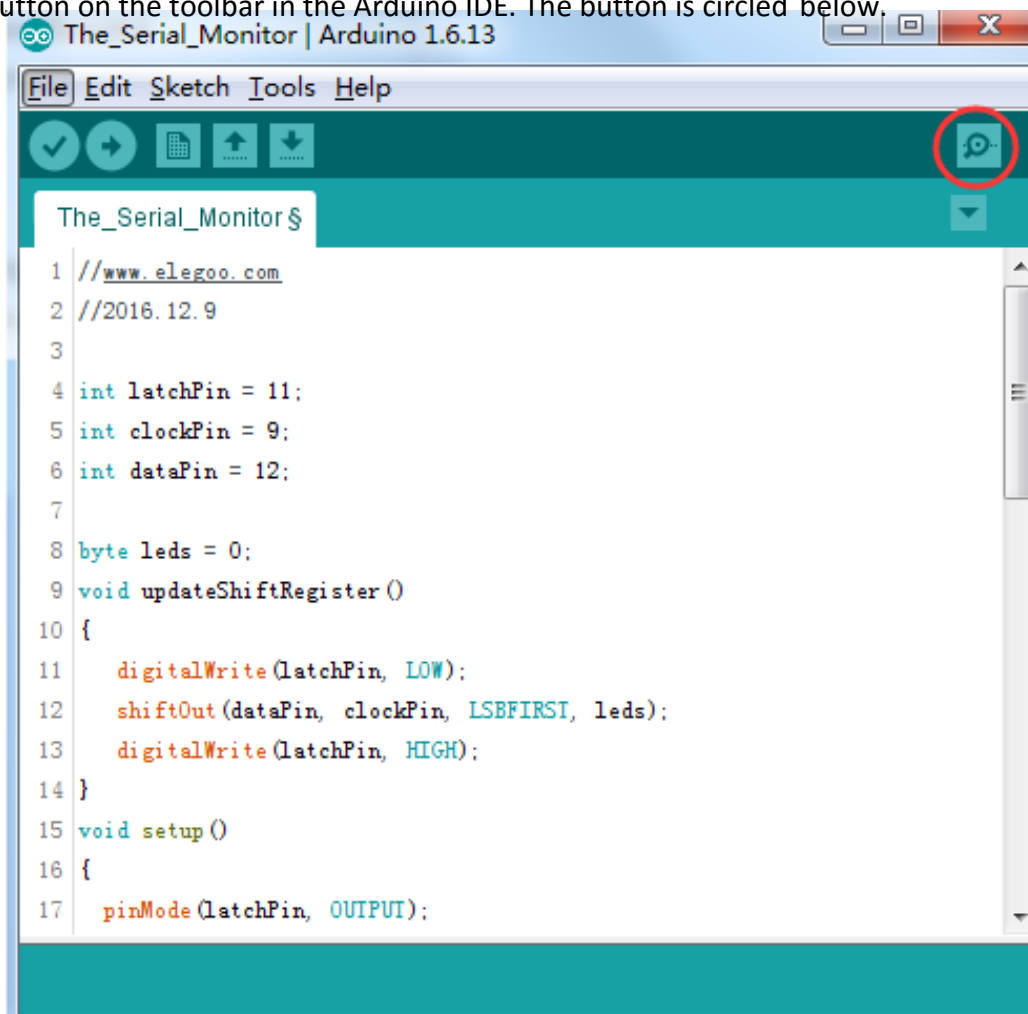 utton on the toolbar in the Arduino IDE. The button is circled below.
The_Serial_Monitor | Arduino 1.6.13
File Edit Sketch Tools Help
The_Serial_Monitor §
1 //www.elegoo.com
2 //2016.12.9
3
4 int latchPin = 11;
5 int clockPin = 9;
6 int dataPin = 12;
7
8 byte leds = 0;
9 void updateShiftRegister()
10 {
11 digitalWrite(latchPin, LOW);
12 shiftOut(dataPin, clockPin, LSBFIRST, leds);
13 digitalWrite(latchPin, HIGH);
14 }
15 void setup()
16 {
17 pinMode(latchPin, OUTPUT);